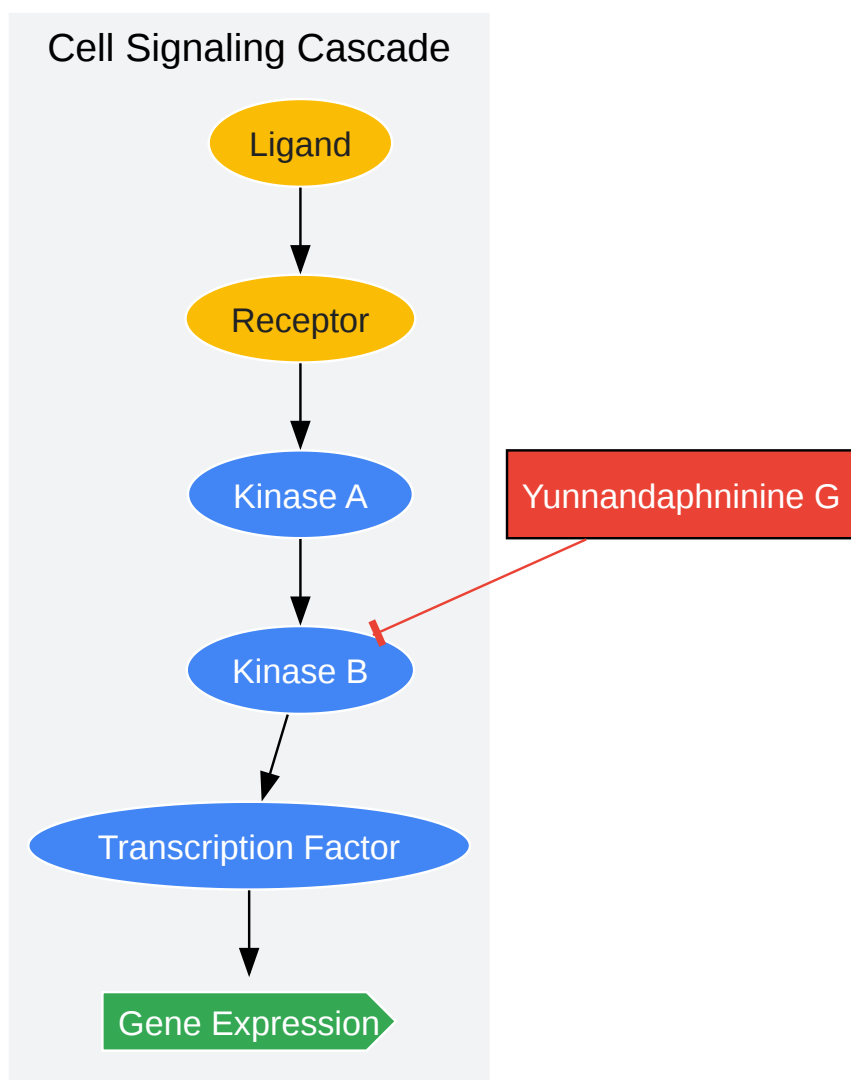 Cell Signaling Cascade
Ligand
Receptor
Kinase A
Yunnandaphninine G
Kinase B
Transcription Factor
Gene Expression